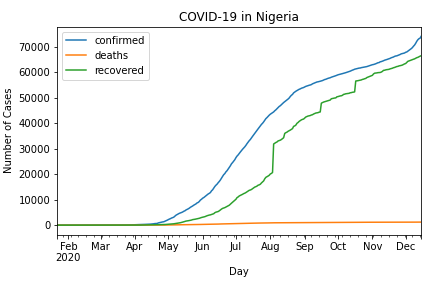 COVID-19 in Nigeria
confirmed
deaths
recovered
Number of Cases
70000
60000
50000
40000
30000
20000
10000
0
Feb Mar Apr May Jun Jul Aug Sep Oct Nov Dec
2020
Day